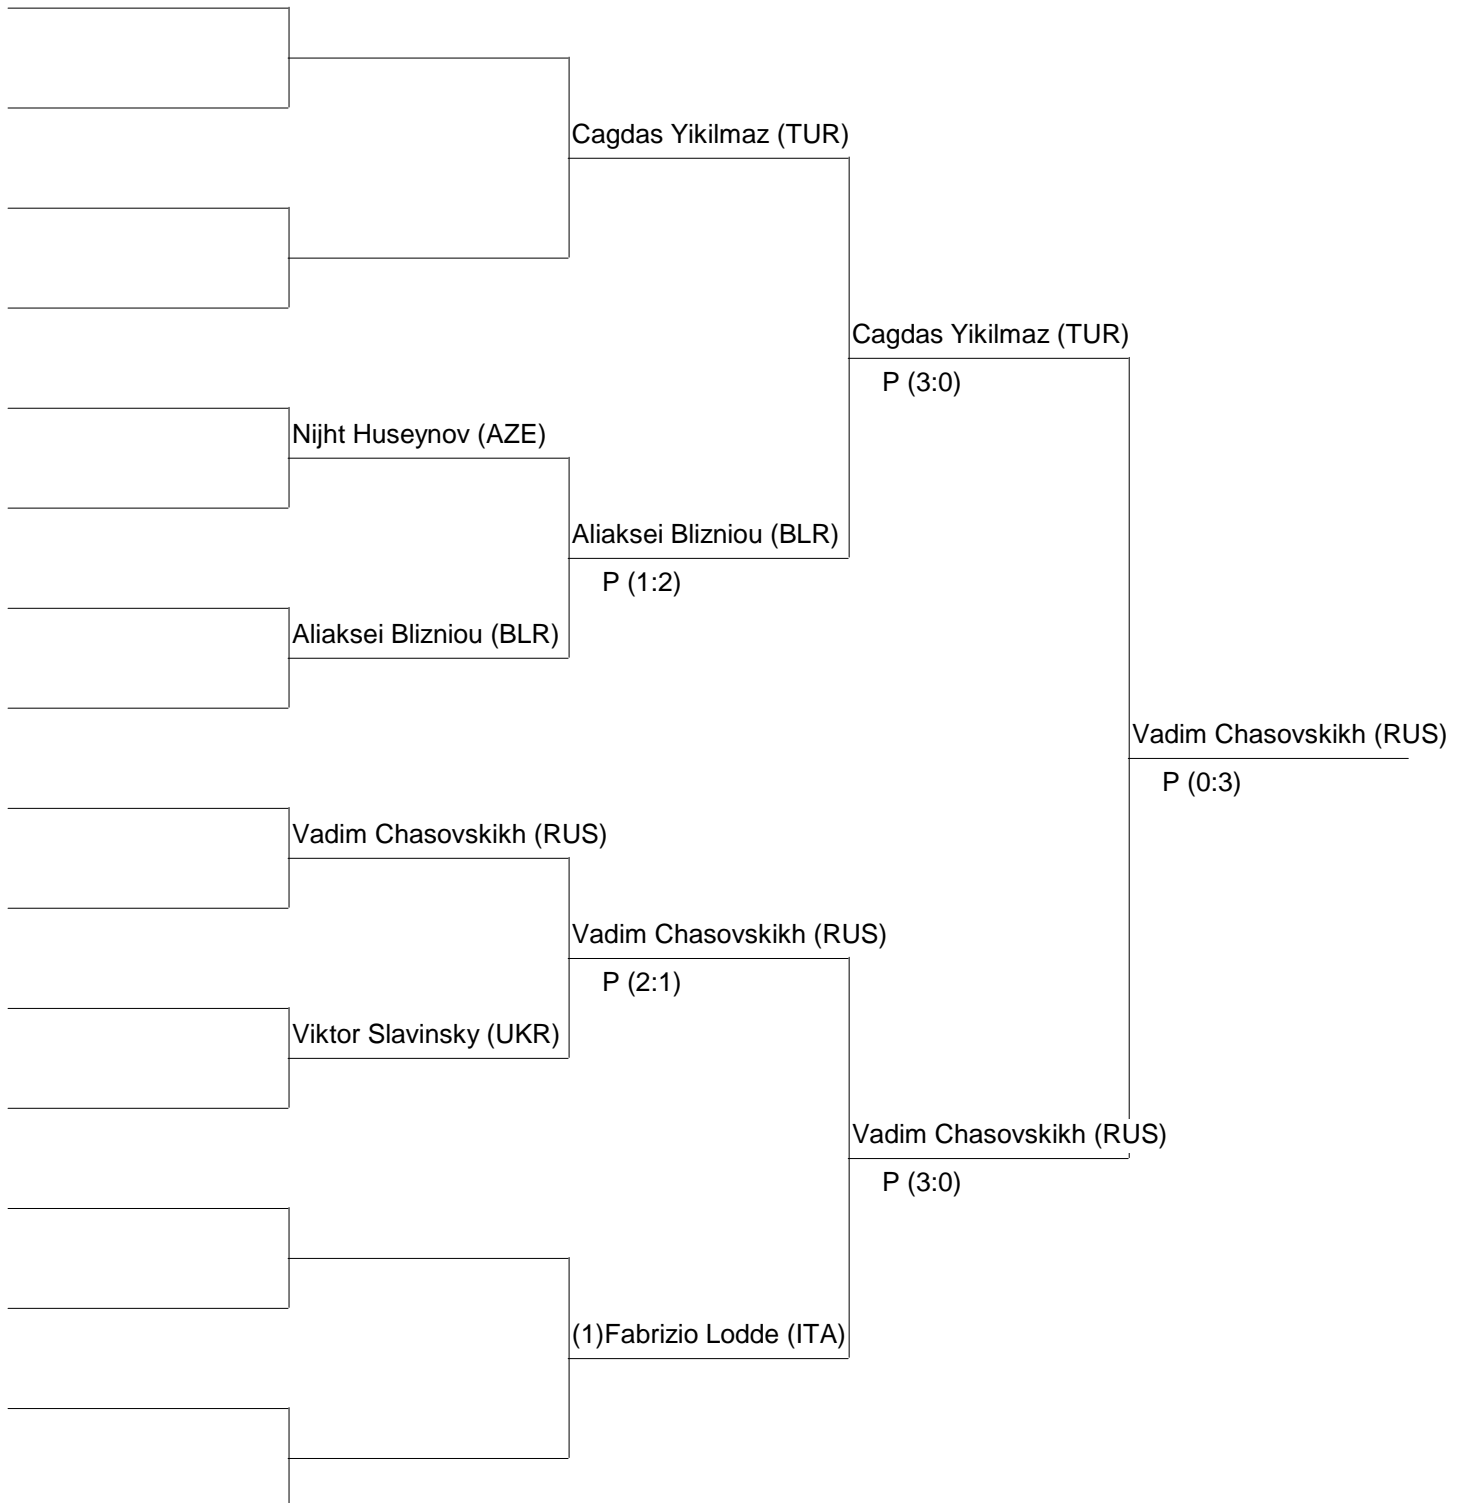 Cagdas Yikilmaz (TUR)
Cagdas Yikilmaz (TUR)
P (3:0)
Nijht Huseynov (AZE)
Aliaksei Blizniou (BLR)
P (1:2)
Aliaksei Blizniou (BLR)
Vadim Chasovskikh (RUS)
P (0:3)
Vadim Chasovskikh (RUS)
Vadim Chasovskikh (RUS)
P (2:1)
Viktor Slavinsky (UKR)
Vadim Chasovskikh (RUS)
P (3:0)
(1)Fabrizio Lodde (ITA)